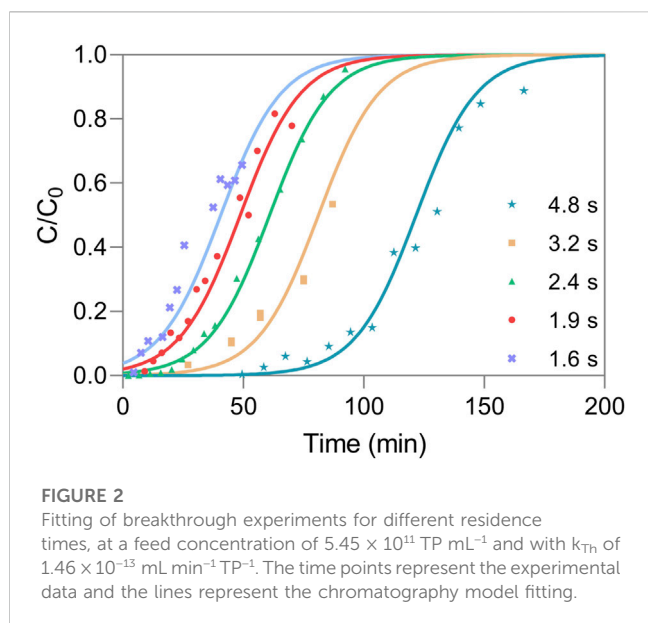 1.0
0.8
0.6
0.4
0.2
0.0
C/C₀
0
50
100
150
200
Time (min)
4.8 s
3.2 s
2.4 s
1.9 s
1.6 s
FIGURE 2
Fitting of breakthrough experiments for different residence
times, at a feed concentration of 5.45 × 10¹¹ TP mL⁻¹ and with k_Th of
1.46 × 10⁻¹³ mL min⁻¹ TP⁻¹. The time points represent the experimental
data and the lines represent the chromatography model fitting.